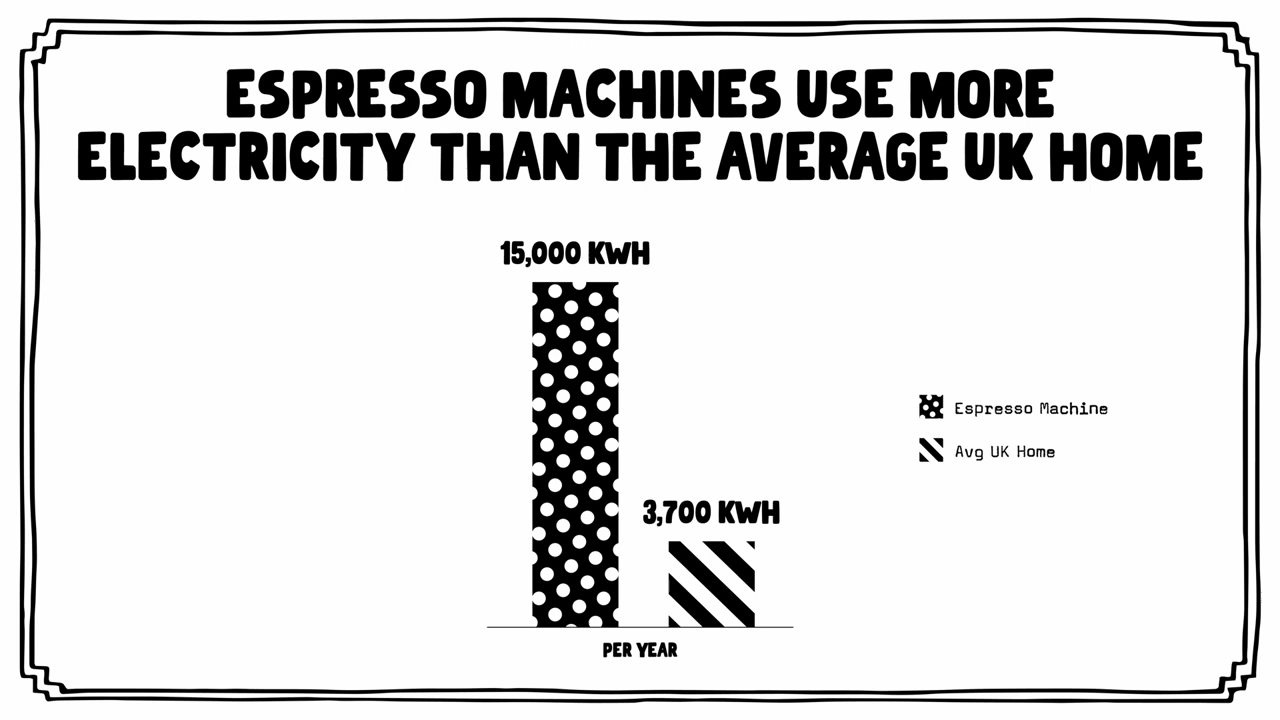 ESPRESSO MACHINES USE MORE
ELECTRICITY THAN THE AVERAGE UK HOME
15,000 KWH
Espresso Machine
Avg UK Home
3,700 KWH
PER YEAR